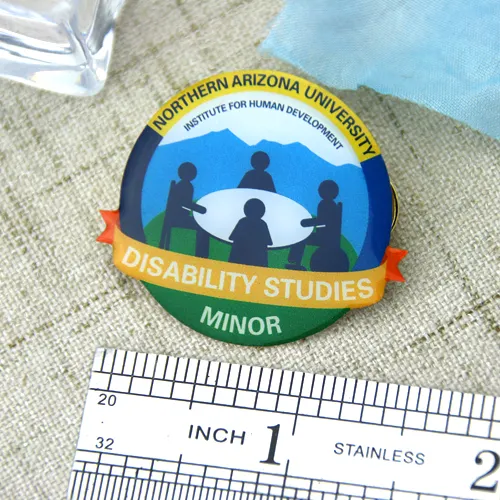 NORTHERN ARIZONA UNIVERSITY
INSTITUTE FOR HUMAN DEVELOPMENT
DISABILITY STUDIES
MINOR
20
32
INCH 1 STAINLESS 2